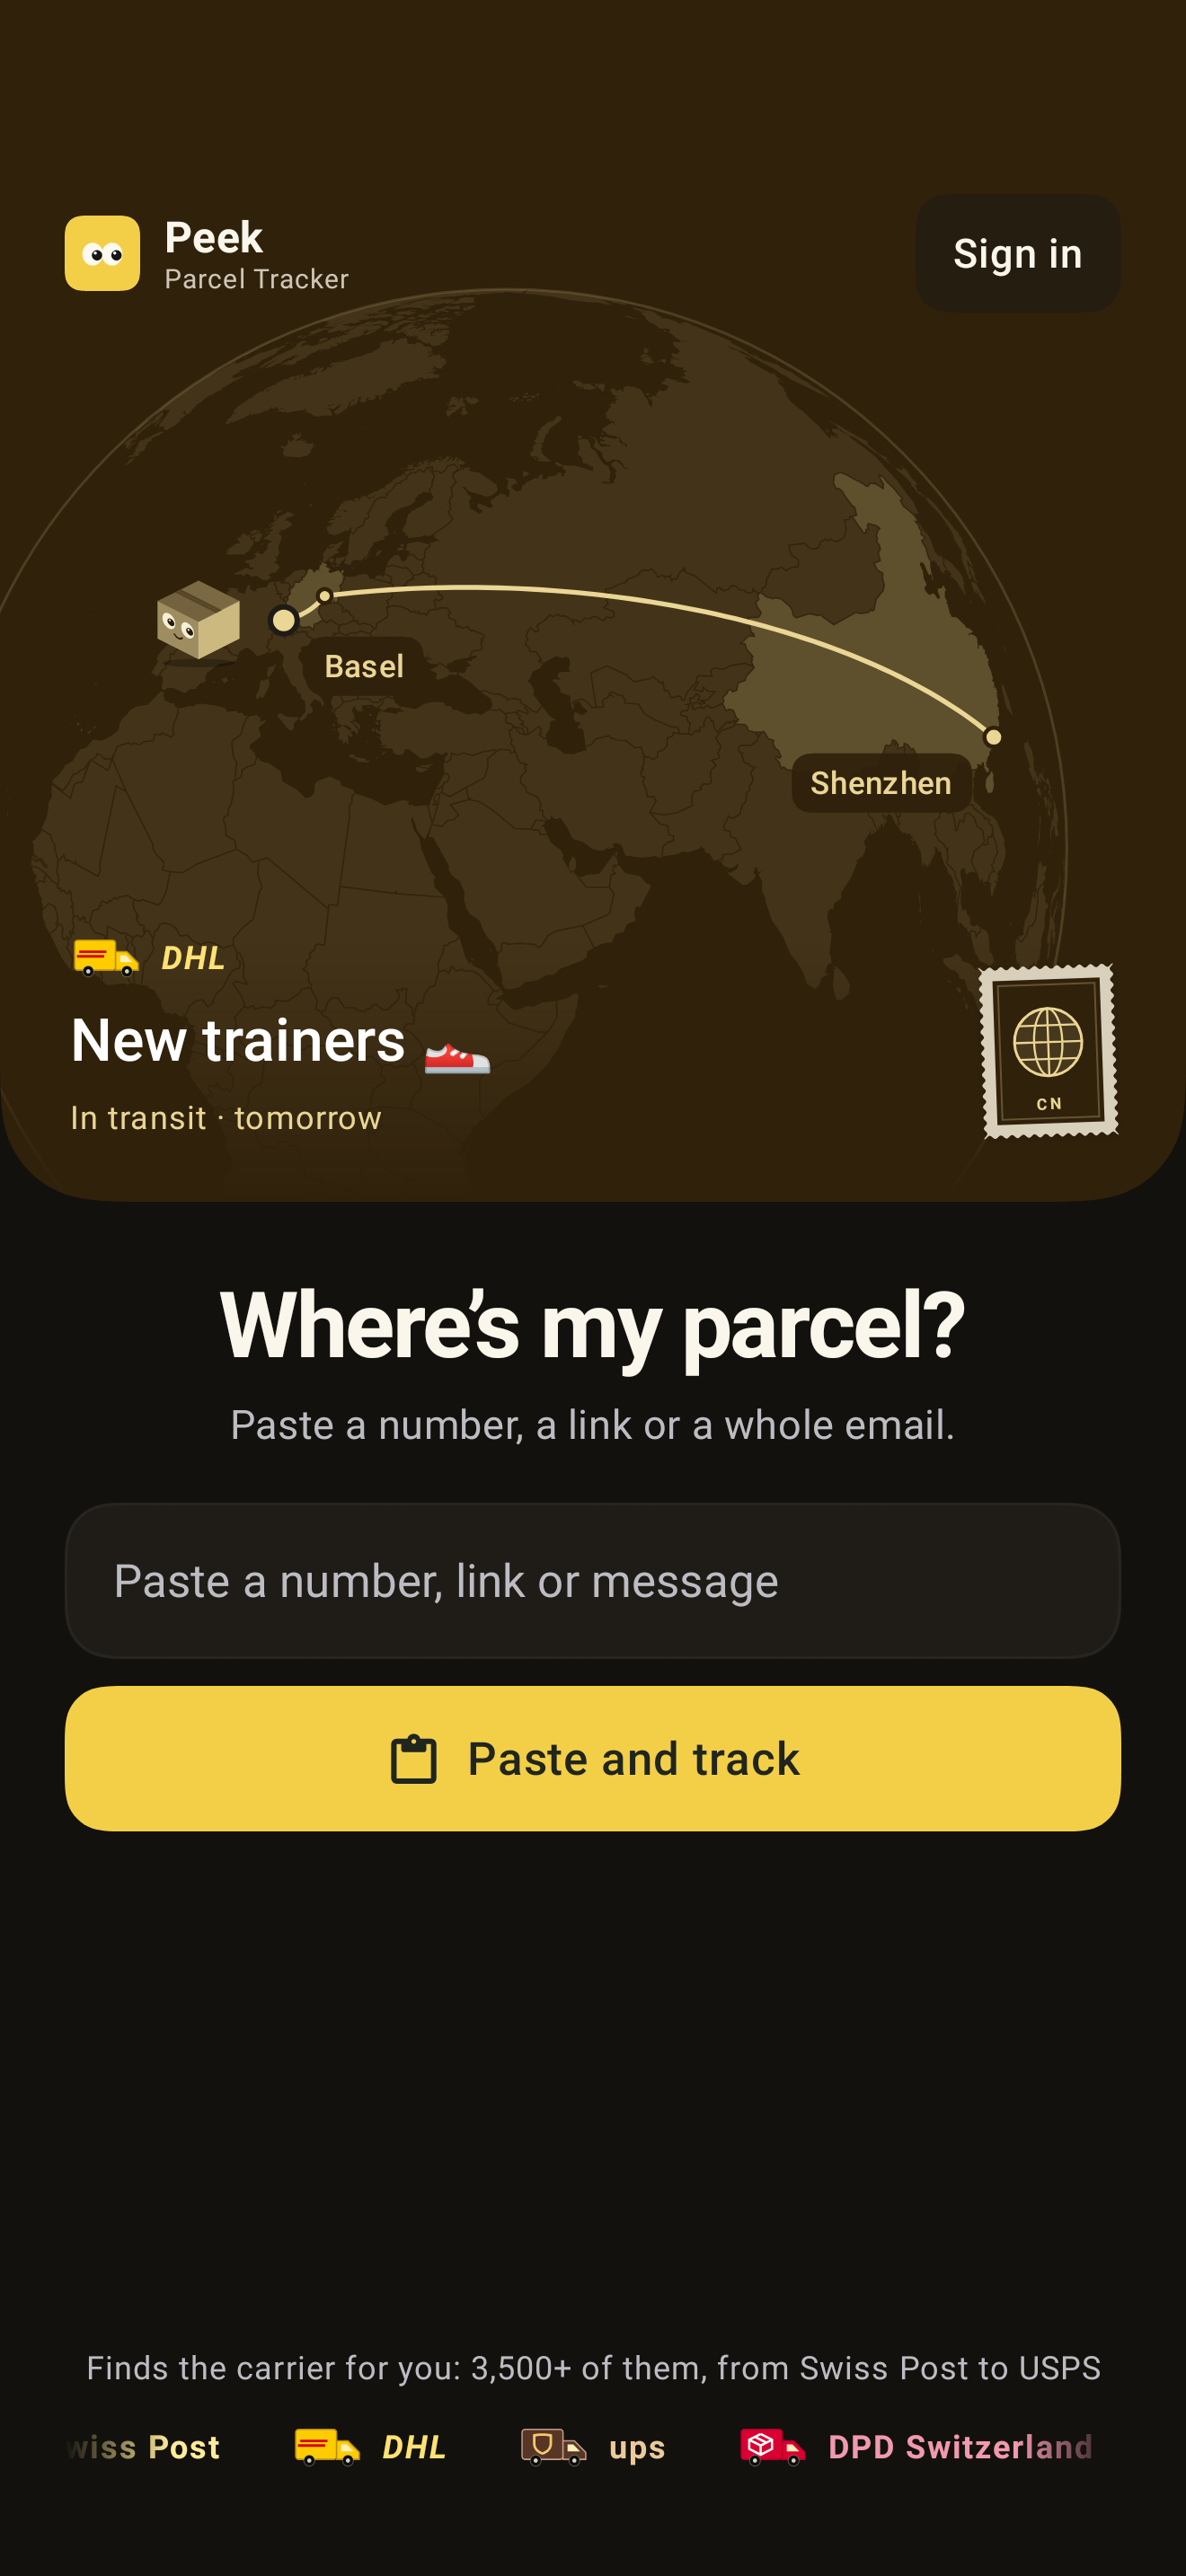 Peek
Parcel Tracker
Sign in
Basel
Shenzhen
DHL
New trainers
In transit · tomorrow
CN
Where’s my parcel?
Paste a number, a link or a whole email.
Paste a number, link or message
Paste and track
Finds the carrier for you: 3,500+ of them, from Swiss Post to USPS
wiss Post
DHL
ups
DPD Switzerland